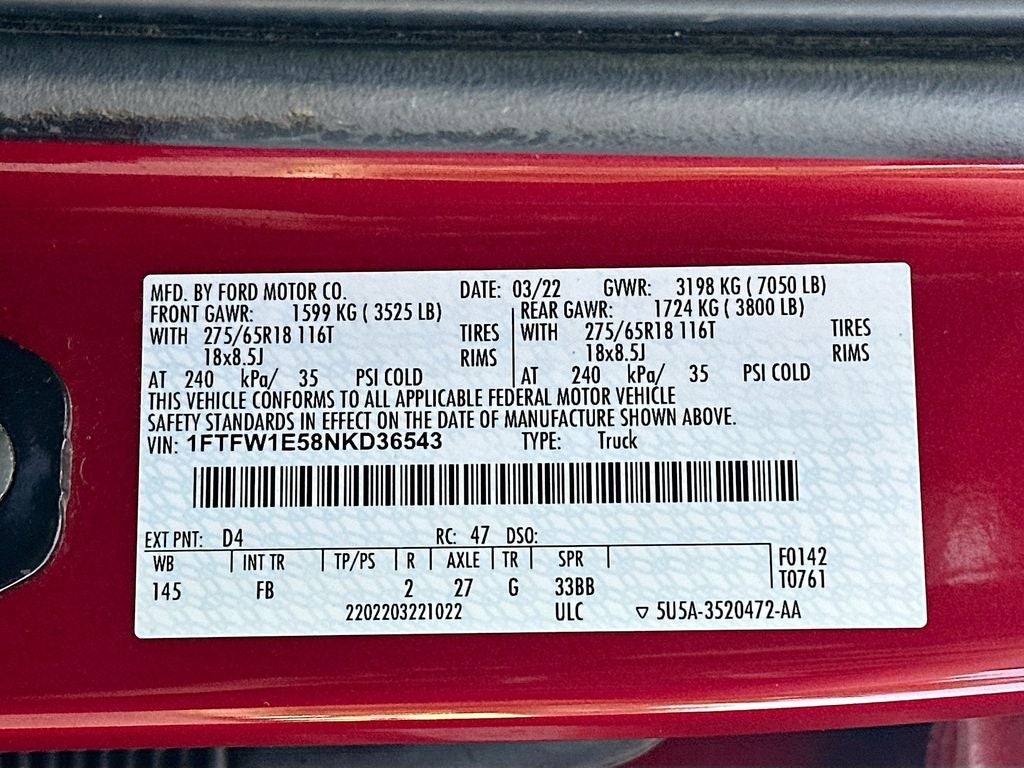 MFD. BY FORD MOTOR CO. DATE: 03/22 GVWR: 3198 KG ( 7050 LB)
FRONT GAWR: 1599 KG ( 3525 LB) REAR GAWR: 1724 KG ( 3800 LB)
WITH 275/65R18 116T TIRES WITH 275/65R18 116T TIRES
18x8.5J RIMS 18x8.5J RIMS
AT 240 kPa/ 35 PSI COLD AT 240 kPa/ 35 PSI COLD
THIS VEHICLE CONFORMS TO ALL APPLICABLE FEDERAL MOTOR VEHICLE
SAFETY STANDARDS IN EFFECT ON THE DATE OF MANUFACTURE SHOWN ABOVE.
VIN: 1FTFW1E58NKD36543 TYPE: Truck
EXT PNT: D4 RC: 47 DSO:
WB INT TR TP/PS R AXLE TR SPR F0142
145 FB 2 27 G 33BB T0761
2202203221022 ULC ▽ 5U5A-3520472-AA